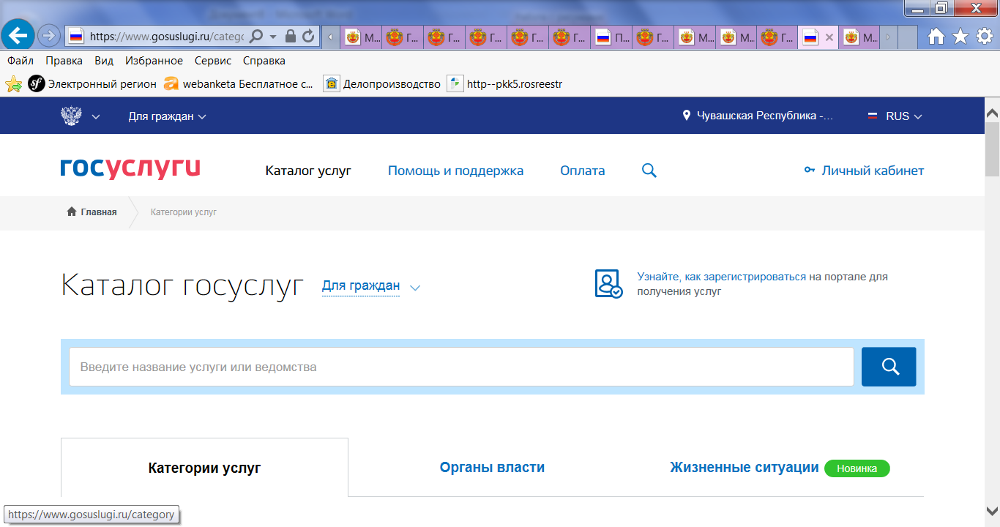 https://www.gosuslugi.ru/catego
М... Г... Г... Г... Г... Г... П... Г... М... М... Г... М...
Файл Правка Вид Избранное Сервис Справка
Электронный регион webanketa Бесплатное с... Делопроизводство http--pkk5.rosreestr
Для граждан Чувашская Республика -... RUS
госуслуги Каталог услуг Помощь и поддержка Оплата Личный кабинет
Главная Категории услуг
Каталог госуслуг Для граждан
Узнайте, как зарегистрироваться на портале для
получения услуг
Введите название услуги или ведомства
Категории услуг Органы власти Жизненные ситуации Новинка
https://www.gosuslugi.ru/category